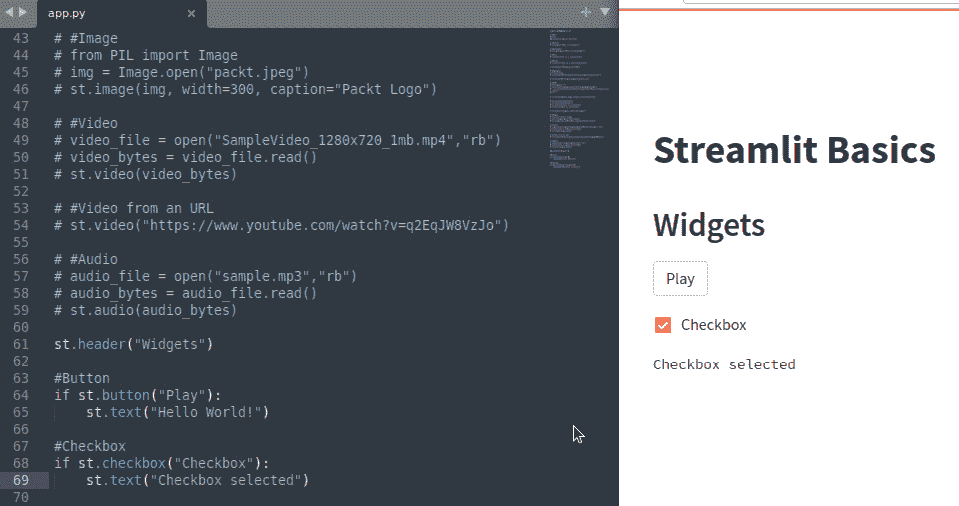 app.py
43 # #Image
44 # from PIL import Image
45 # img = Image.open("packt.jpeg")
46 # st.image(img, width=300, caption="Packt Logo")
47
48 # #Video
49 # video_file = open("SampleVideo_1280x720_1mb.mp4","rb")
50 # video_bytes = video_file.read()
51 # st.video(video_bytes)
52
53 # #Video from an URL
54 # st.video("https://www.youtube.com/watch?v=q2EqJW8VzJo")
55
56 # #Audio
57 # audio_file = open("sample.mp3","rb")
58 # audio_bytes = audio_file.read()
59 # st.audio(audio_bytes)
60
61 st.header("Widgets")
62
63 #Button
64 if st.button("Play"):
65     st.text("Hello World!")
66
67 #Checkbox
68 if st.checkbox("Checkbox"):
69     st.text("Checkbox selected")
70
Streamlit Basics
Widgets
Play
Checkbox
Checkbox selected